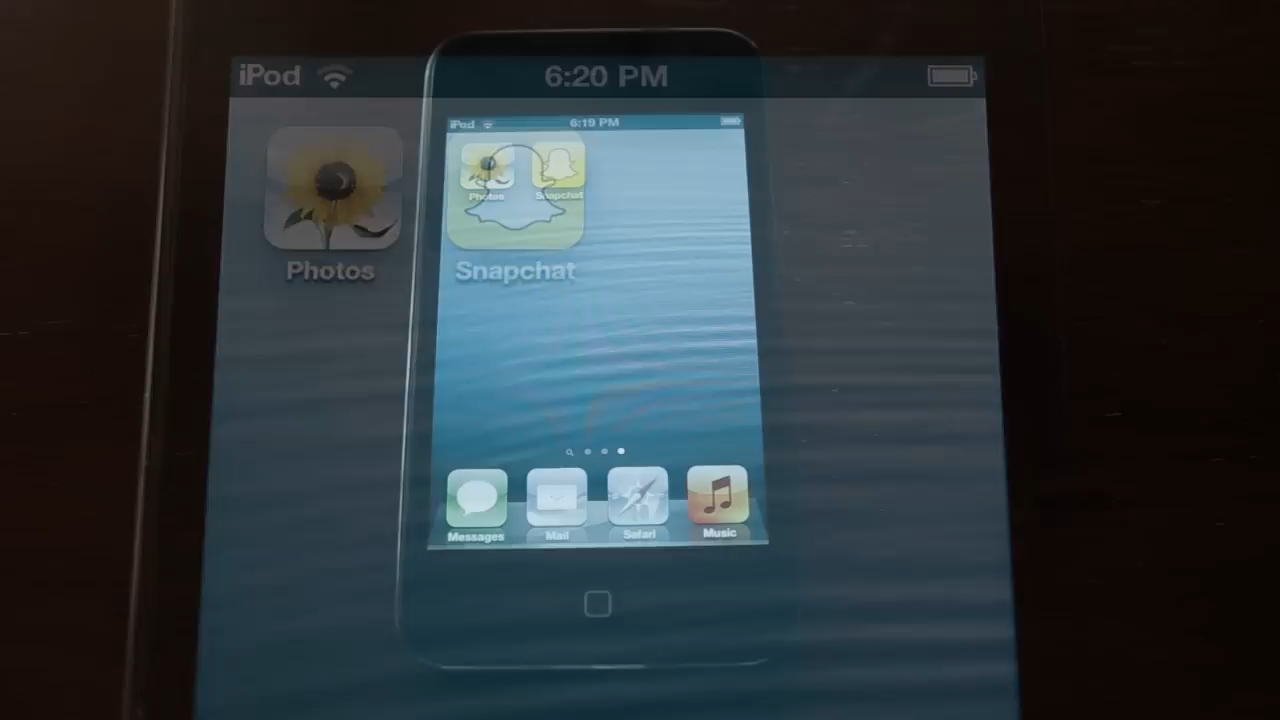 iPod 6:20 PM
iPod 6:19 PM
Photos Snapchat
Photos Snapchat
Messages Mail Safari Music